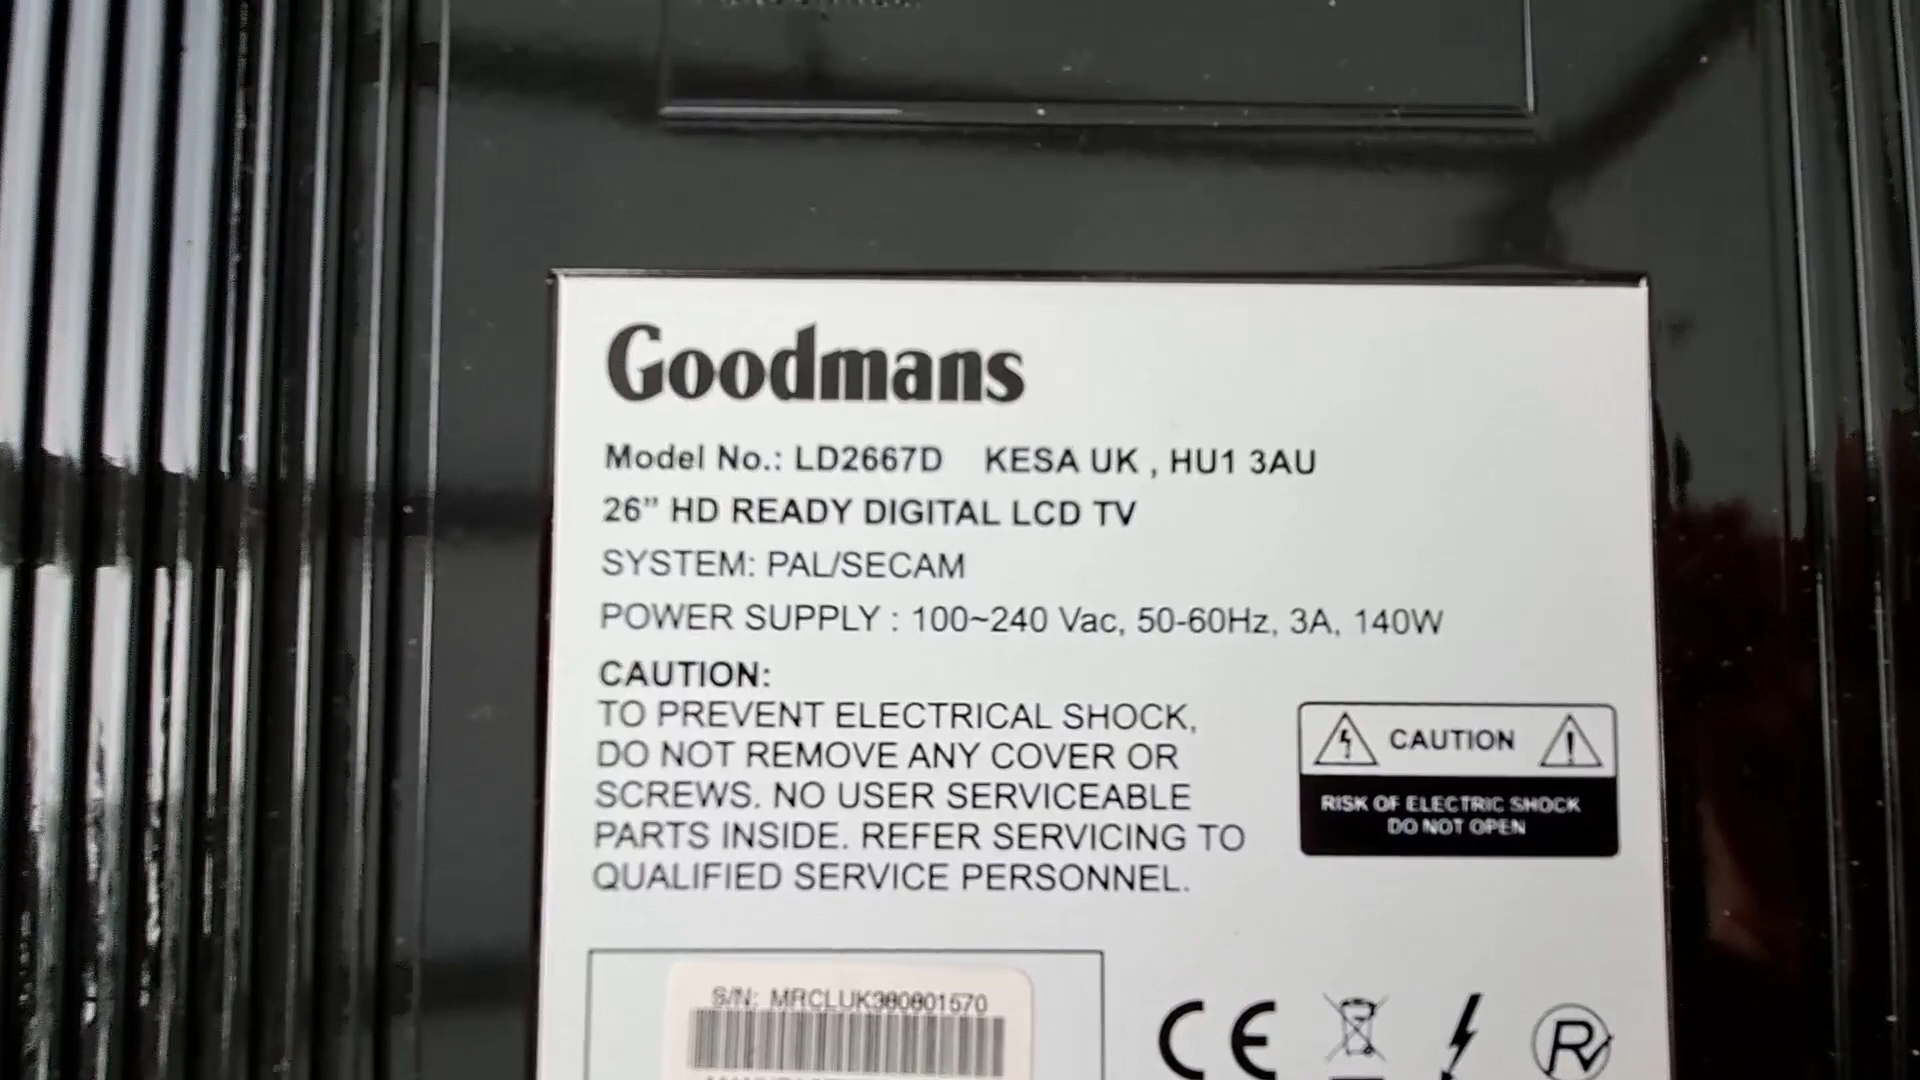 Goodmans
Model No.: LD2667D KESA UK , HU1 3AU
26” HD READY DIGITAL LCD TV
SYSTEM: PAL/SECAM
POWER SUPPLY : 100~240 Vac, 50-60Hz, 3A, 140W
CAUTION:
TO PREVENT ELECTRICAL SHOCK,
DO NOT REMOVE ANY COVER OR
SCREWS. NO USER SERVICEABLE
PARTS INSIDE. REFER SERVICING TO
QUALIFIED SERVICE PERSONNEL.
CAUTION
RISK OF ELECTRIC SHOCK
DO NOT OPEN
S/N: MRCLUK380801570
CE
R